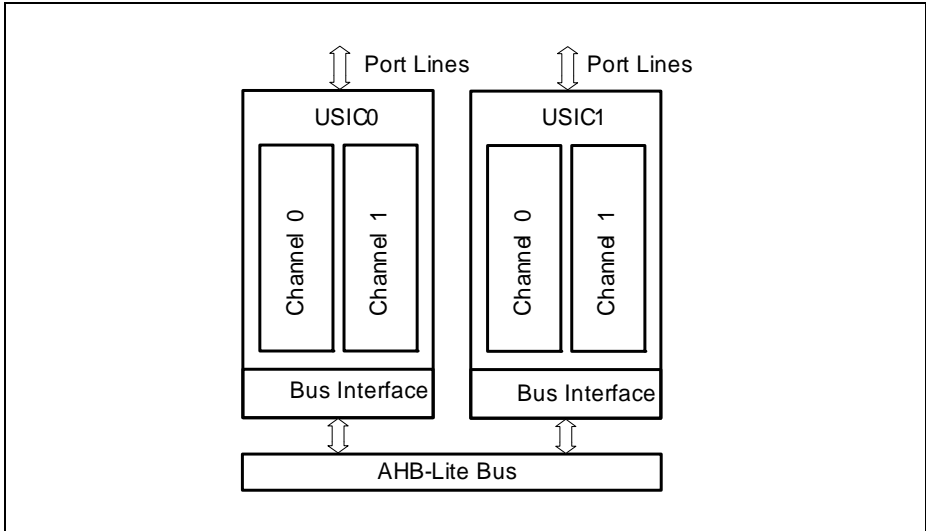 Port Lines
Port Lines
USIC0
USIC1
Channel 0
Channel 1
Channel 0
Channel 1
Bus Interface
Bus Interface
AHB-Lite Bus